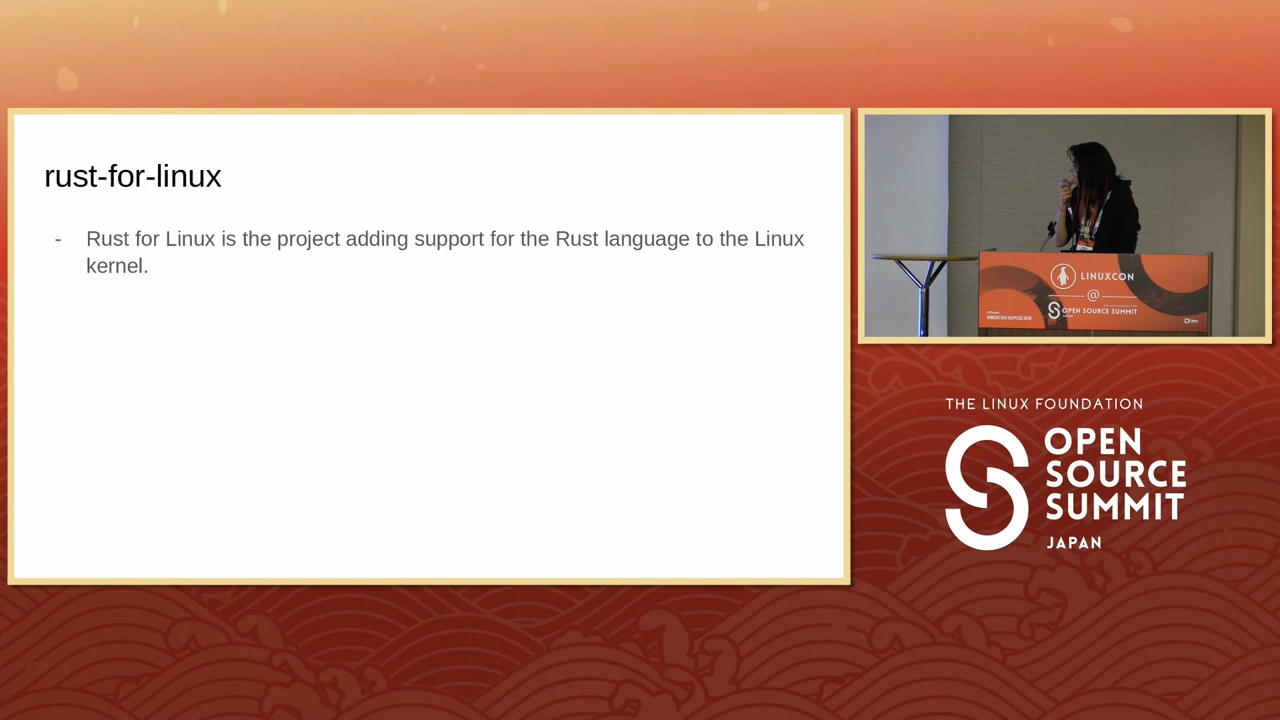 rust-for-linux
- Rust for Linux is the project adding support for the Rust language to the Linux
kernel.
LINUXCON
@
OPEN SOURCE SUMMIT
THE LINUX FOUNDATION
OPEN
SOURCE
SUMMIT
JAPAN